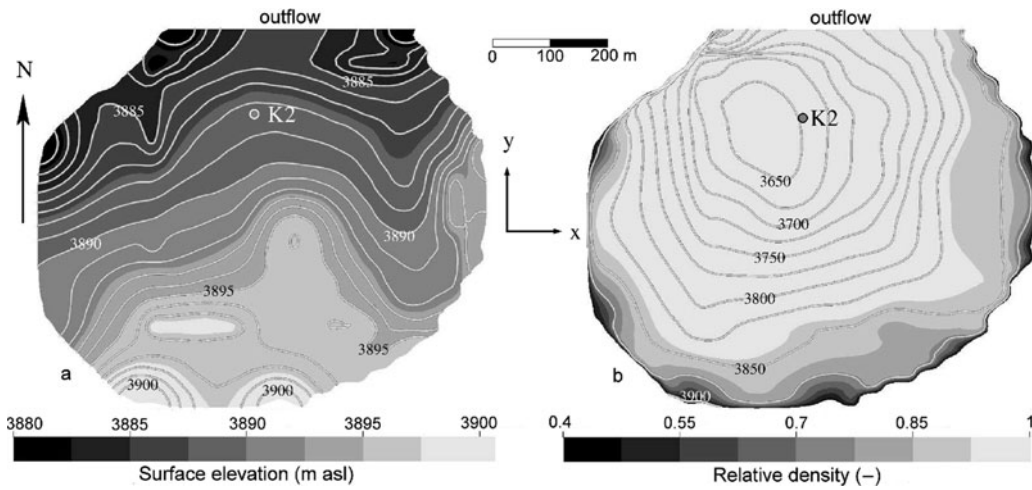 outflow
outflow
0 100 200 m
N
3885
3885
K2
K2
y
x
3650
3700
3890
3890
3750
3895
3800
3895
a
b
3850
3900
3900
3900
3880 3885 3890 3895 3900
0.4 0.55 0.7 0.85 1
Surface elevation (m asl)
Relative density (–)